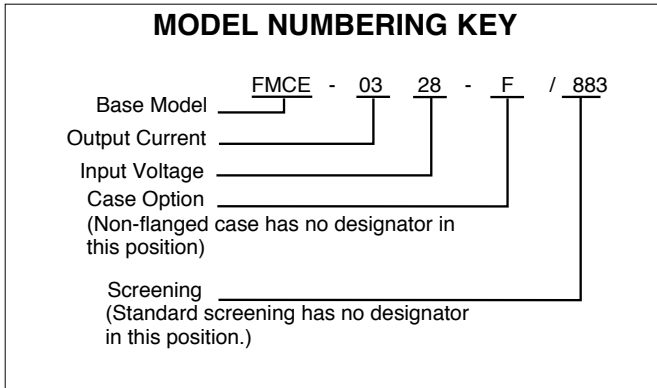 MODEL NUMBERING KEY
FMCE - 03 28 - F / 883
Base Model
Output Current
Input Voltage
Case Option
(Non-flanged case has no designator in
this position)
Screening
(Standard screening has no designator
in this position.)